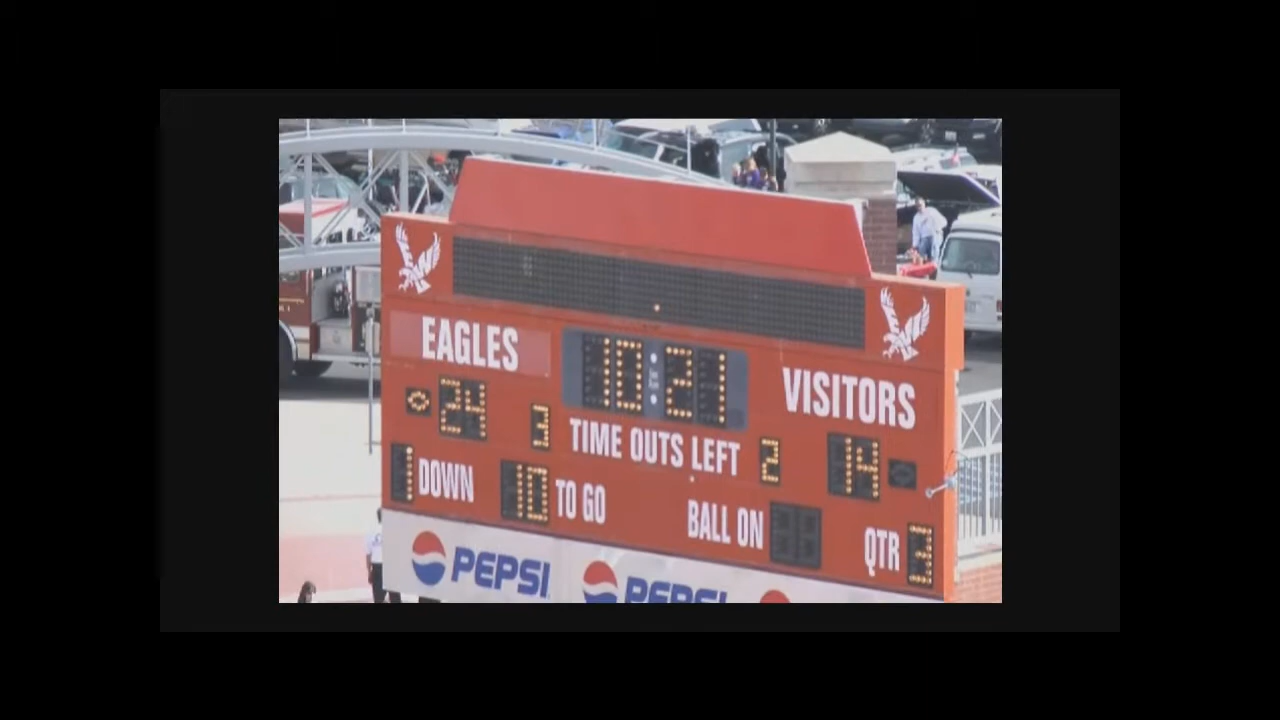 EAGLES
10:21
VISITORS
24
3
TIME OUTS LEFT
2
14
1 DOWN
10 TO GO
BALL ON
QTR 3
PEPSI
PEPSI